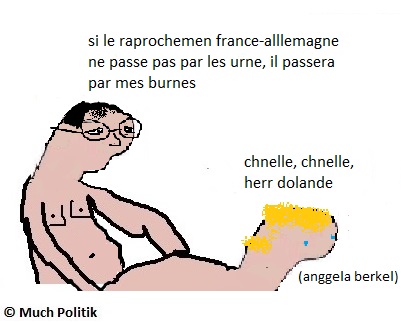 si le raprochemen france-alllemagne
ne passe pas par les urne, il passera
par mes burnes
chnelle, chnelle,
herr dolande
(anggela berkel)
© Much Politik